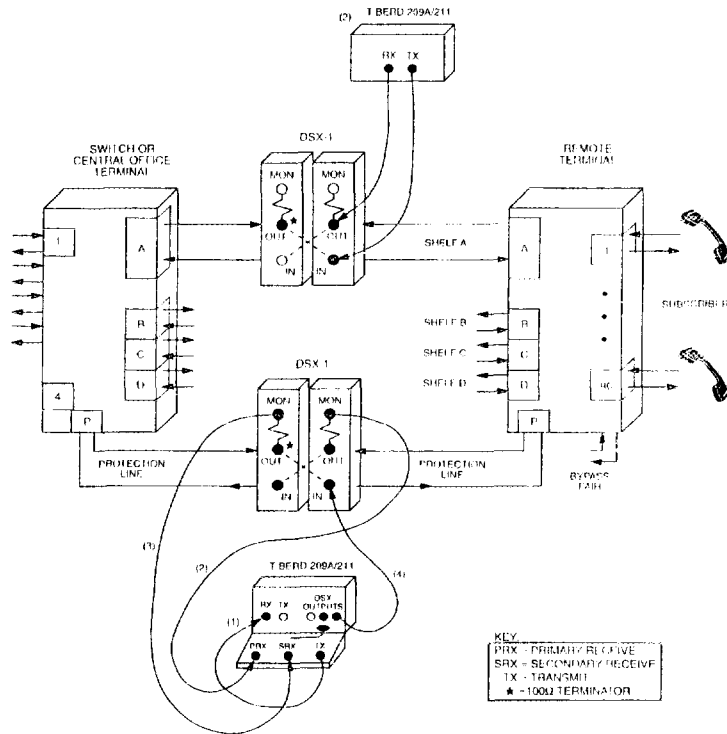 (2)
T BERD 209A/211
RX TX
DSX-1
SWITCH OR
CENTRAL OFFICE
TERMINAL
REMOTE
TERMINAL
MON
MON
OUT
OUT
IN
IN
1
A
B
C
D
4
P
SHELF A
SHELF B
SHELF C
SHELF D
A
B
C
D
P
1
SUBSCRIBER
DSX 1
MON
MON
OUT
OUT
IN
IN
PROTECTION
LINE
PROTECTION
LINE
BYPASS
PAIR
(3)
(2)
(4)
(1)
T BERD 209A/211
RX TX
DSX
OUTPUTS
PRX SRX TX
KEY
PRX - PRIMARY RECEIVE
SRX = SECONDARY RECEIVE
TX - TRANSMIT
★ -100Ω TERMINATOR